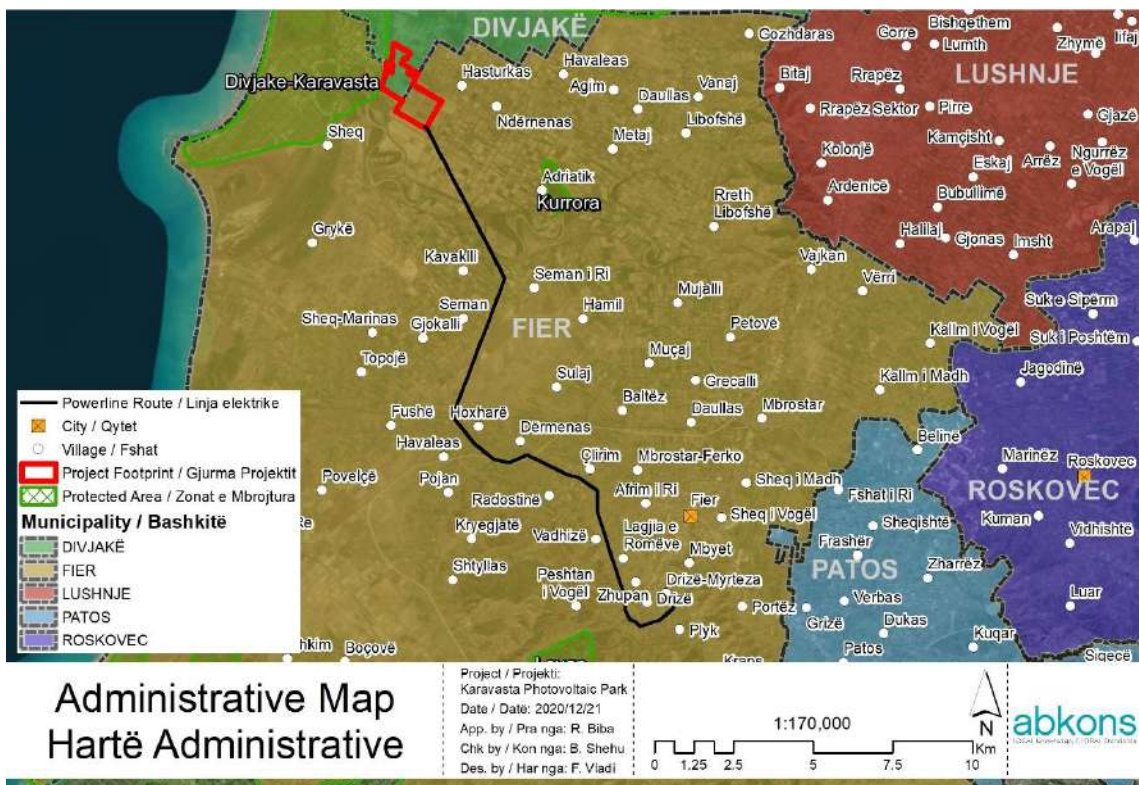 DIVJAKË
Bishqethem
Gozhdaras
Gorre
Lumth
Zhymë
Ifaj
Divjake-Karavasta
Hasturkas
Havaleas
Agim
Vanaj
Daullas
Bitaj
Rrapëz
LUSHNJE
Ndërnenas
Metaj
Libofshë
Rrapëz Sektor
Pirre
Gjazë
Sheq
Kamçisht
Kolonjë
Eskaj
Arrëz
Ngurrëz
e Vogël
Adriatik
Kurrora
Ardenicë
Bubullimë
Rreth
Libofshë
Grykë
Halilaj
Gjonas
Imsht
Arapaj
Kavaklli
Seman i Ri
Vajkan
Vërri
Seman
Hamil
Mujalli
Suk e Sipërm
Sheq-Marinas
Gjokalli
FIER
Petovë
Kallm i Vogël
Suk i Poshtëm
Topojë
Muçaj
Sulaj
Grecalli
Kallm i Madh
Jagodinë
Baltëz
Daullas
Mbrostar
Fushë
Hoxharë
Dërmenas
Belinë
Havaleas
Çlirim
Mbrostar-Ferko
Marinëz
Roskovec
Povelçë
Pojan
Radostinë
Afrim i Ri
Fier
Sheq i Madh
Fshat i Ri
ROSKOVEC
Sheq i Vogël
Kuman
Re
Kryegjatë
Vadhizë
Lagjia e
Romëve
Mbyet
Sheqishtë
Frashër
Vidhishtë
PATOS
Shtyllas
Peshtan
i Vogël
Zhupan
Drizë-Myrteza
Drizë
Zharrëz
Portëz
Grizë
Verbas
Luar
Plyk
Dukas
Kuqar
Boçovë
Patos
Powerline Route / Linja elektrike
City / Qytet
Village / Fshat
Project Footprint / Gjurma Projektit
Protected Area / Zonat e Mbrojtura
Municipality / Bashkitë
DIVJAKË
FIER
LUSHNJE
PATOS
ROSKOVEC
Administrative Map
Hartë Administrative
Project / Projekti:
Karavasta Photovoltaic Park
Date / Date: 2020/12/21
App. by / Pra nga: R. Biba
Chk by / Kon nga: B. Shehu
Des. by / Har nga: F. Vladi
1:170,000
0 1.25 2.5 5 7.5 10
Km
N
abkons